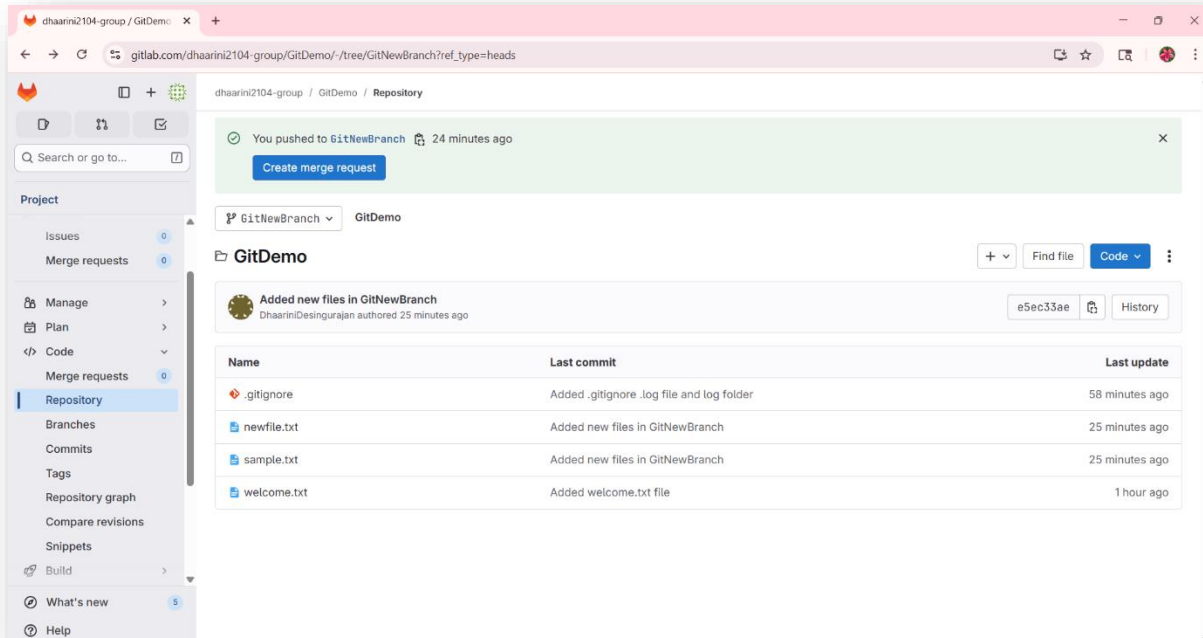 dhaarini2104-group / GitDemo
gitlab.com/dhaarini2104-group/GitDemo/-/tree/GitNewBranch?ref_type=heads
dhaarini2104-group / GitDemo / Repository
Search or go to... /
Project
Issues 0
Merge requests 0
Manage
Plan
Code
Merge requests 0
Repository
Branches
Commits
Tags
Repository graph
Compare revisions
Snippets
Build
What's new 5
Help
You pushed to GitNewBranch 24 minutes ago
Create merge request
GitNewBranch GitDemo
GitDemo
Find file Code
Added new files in GitNewBranch
DhaariniDesingurajan authored 25 minutes ago
e5ec33ae History
Name Last commit Last update
.gitignore Added .gitignore .log file and log folder 58 minutes ago
newfile.txt Added new files in GitNewBranch 25 minutes ago
sample.txt Added new files in GitNewBranch 25 minutes ago
welcome.txt Added welcome.txt file 1 hour ago